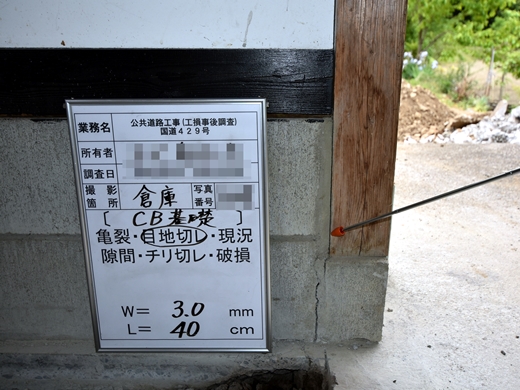 業務名 公共道路工事(工損事後調査)
国道429号
所有者
調査日
撮影箇所 倉庫 写真番号
[ CB基礎 ]
亀裂・目地切レ・現況
隙間・チリ切レ・破損
W= 3.0 mm
L= 40 cm